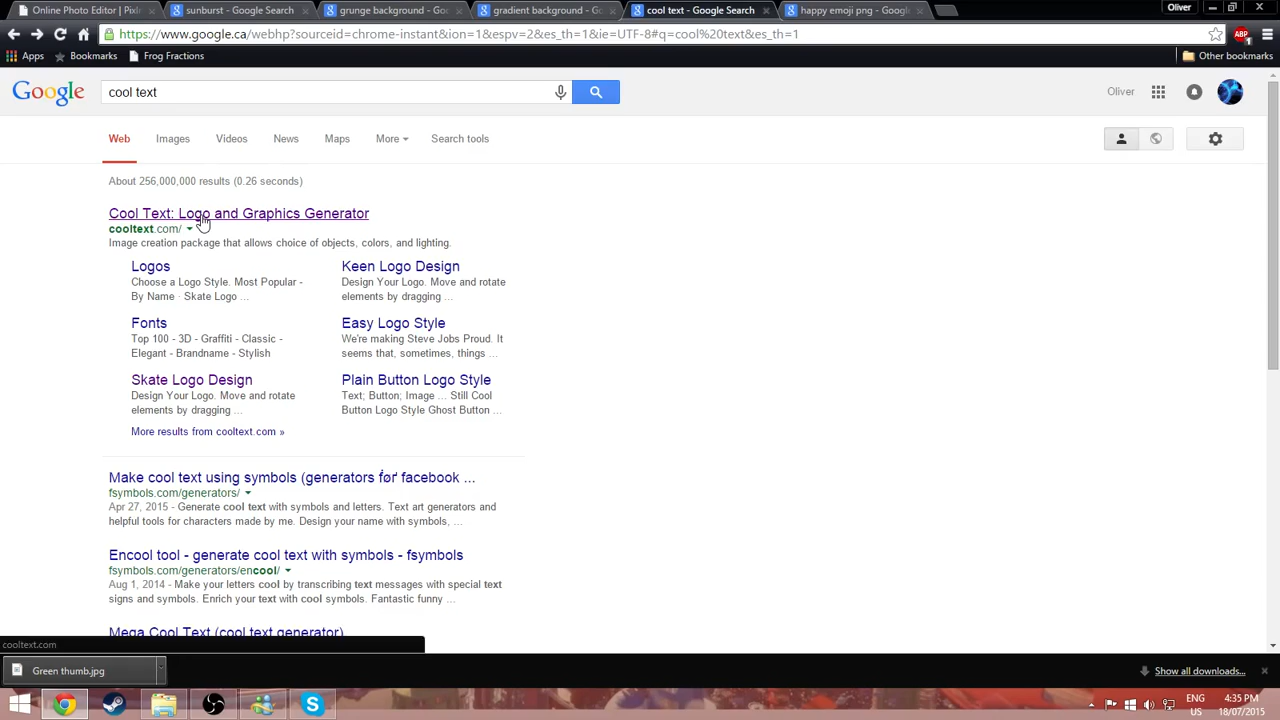 Online Photo Editor | Pixlr
sunburst - Google Search
grunge background - Go
gradient background - Go
cool text - Google Search
happy emoji png - Google
Oliver
https://www.google.ca/webhp?sourceid=chrome-instant&ion=1&espv=2&es_th=1&ie=UTF-8#q=cool%20text&es_th=1
ABP
1
Apps
Bookmarks
Frog Fractions
Other bookmarks
Google
cool text
Oliver
Web
Images
Videos
News
Maps
More
Search tools
About 256,000,000 results (0.26 seconds)
Cool Text: Logo and Graphics Generator
cooltext.com/
Image creation package that allows choice of objects, colors, and lighting.
Logos
Choose a Logo Style. Most Popular -
By Name · Skate Logo ...
Keen Logo Design
Design Your Logo. Move and rotate
elements by dragging ...
Fonts
Top 100 - 3D - Graffiti - Classic -
Elegant - Brandname - Stylish
Easy Logo Style
We're making Steve Jobs Proud. It
seems that, sometimes, things ...
Skate Logo Design
Design Your Logo. Move and rotate
elements by dragging ...
Plain Button Logo Style
Text; Button; Image ... Still Cool
Button Logo Style Ghost Button ...
More results from cooltext.com »
Make cool text using symbols (generators ḟøґ facebook ...
fsymbols.com/generators/
Apr 27, 2015 - Generate cool text with symbols and letters. Text art generators and
helpful tools for characters made by me. Design your name with symbols, ...
Encool tool - generate cool text with symbols - fsymbols
fsymbols.com/generators/encool/
Aug 1, 2014 - Make your letters cool by transcribing text messages with special text
signs and symbols. Enrich your text with cool symbols. Fantastic funny ...
Mega Cool Text (cool text generator)
cooltext.com
Green thumb.jpg
Show all downloads...
ENG
US
4:35 PM
18/07/2015